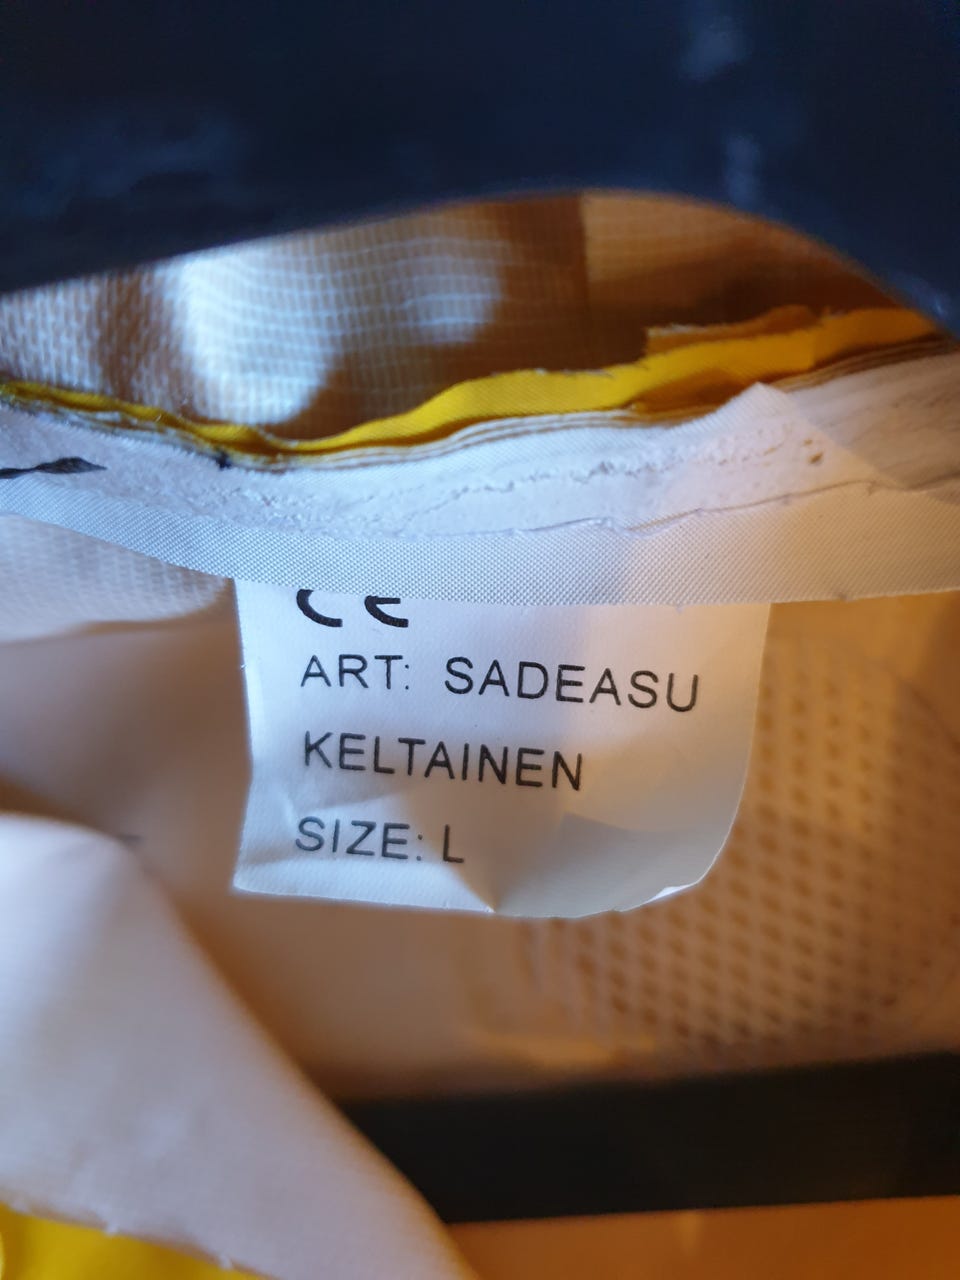 CE
ART: SADEASU
KELTAINEN
SIZE: L